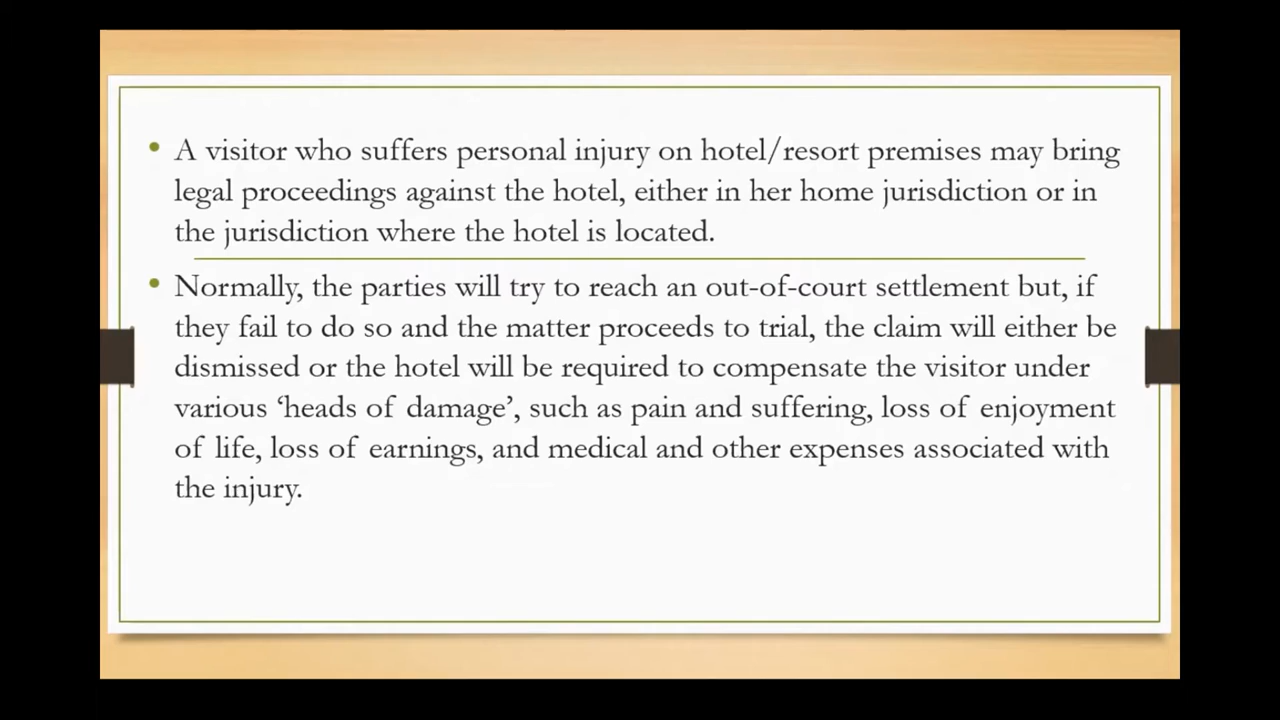 • A visitor who suffers personal injury on hotel/resort premises may bring
legal proceedings against the hotel, either in her home jurisdiction or in
the jurisdiction where the hotel is located.
• Normally, the parties will try to reach an out-of-court settlement but, if
they fail to do so and the matter proceeds to trial, the claim will either be
dismissed or the hotel will be required to compensate the visitor under
various ‘heads of damage’, such as pain and suffering, loss of enjoyment
of life, loss of earnings, and medical and other expenses associated with
the injury.